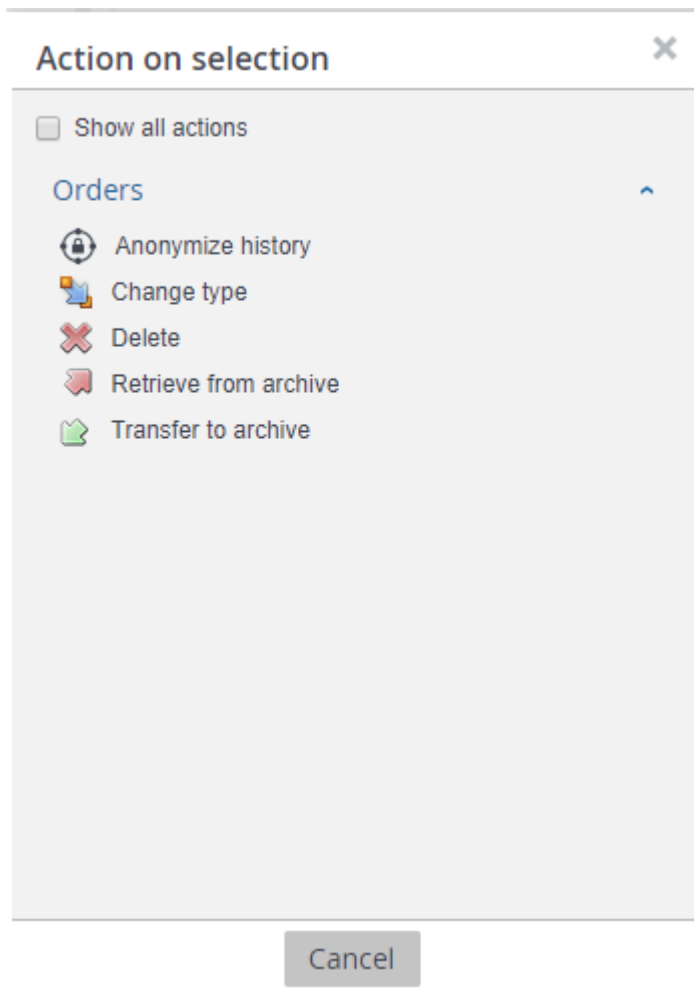 Action on selection
Show all actions
Orders
Anonymize history
Change type
Delete
Retrieve from archive
Transfer to archive
Cancel